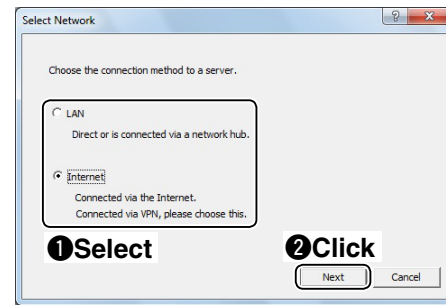 Select Network
Choose the connection method to a server.
LAN
Direct or is connected via a network hub.
Internet
Connected via the Internet.
Connected via VPN, please choose this.
❶Select
❷Click
Next
Cancel